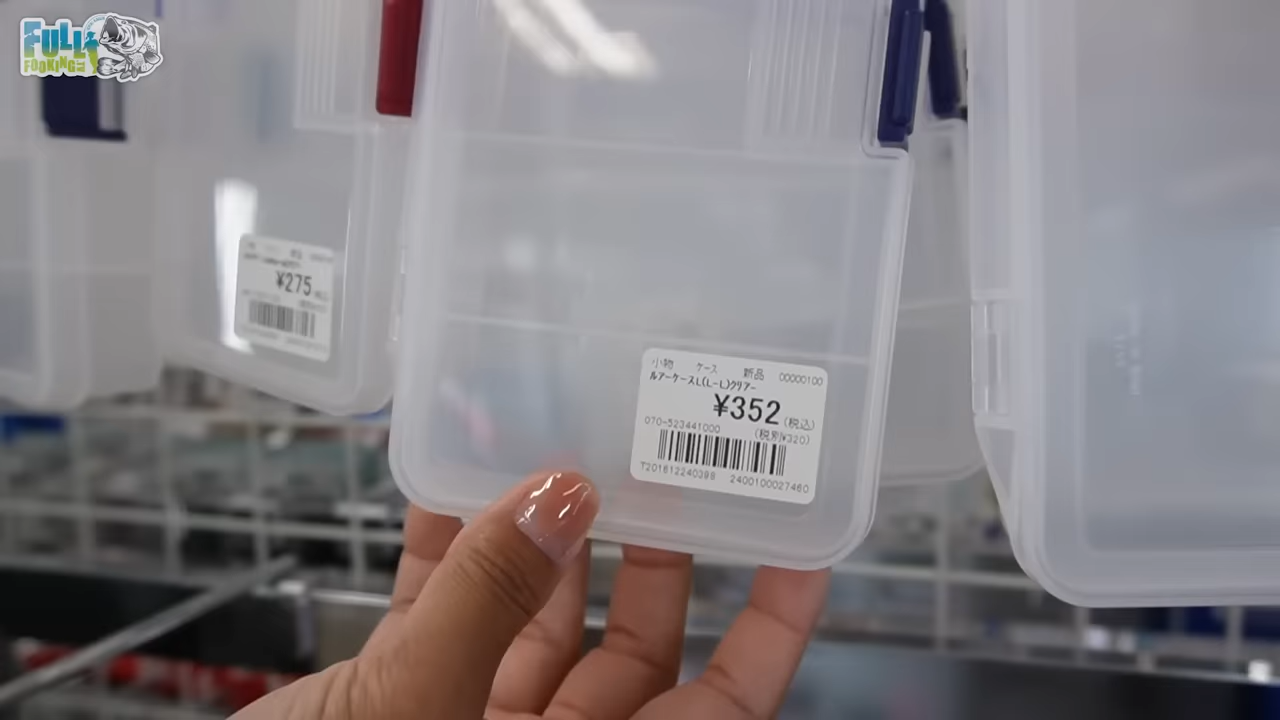 FULL
FOOKING
¥275
小物 ケース 新品 00000100
ルアーケースL(L-L)クリアー
¥352(税込)
070-523441000 (税別¥320)
T201612240398 2400100027460